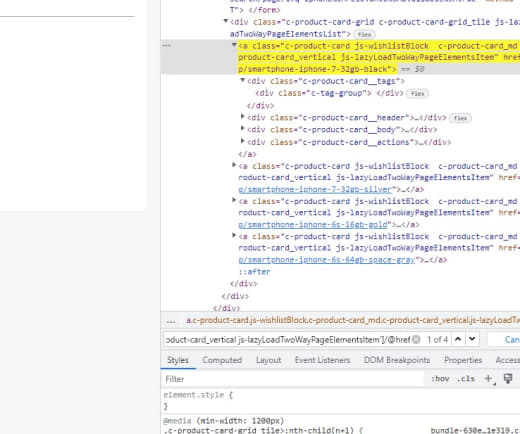 T"> </form>
▼<div class="c-product-card-grid c-product-card-grid_tile js-
adTwoWayPageElementsList"> flex
... ▼<a class="c-product-card js-wishlistBlock c-product-card_md
product-card_vertical js-lazyLoadTwoWayPageElementsItem" href
p/smartphone-iphone-7-32gb-black"> == $0
▼<div class="c-product-card__tags">
<div class="c-tag-group"> </div> flex
</div>
▶<div class="c-product-card__header">…</div> flex
▶<div class="c-product-card__body">…</div>
▶<div class="c-product-card__actions">…</div>
</a>
▶<a class="c-product-card js-wishlistBlock c-product-card_md
roduct-card_vertical js-lazyLoadTwoWayPageElementsItem" href=
p/smartphone-iphone-7-32gb-silver">…</a>
▶<a class="c-product-card js-wishlistBlock c-product-card_md
roduct-card_vertical js-lazyLoadTwoWayPageElementsItem" href=
p/smartphone-iphone-6s-16gb-gold">…</a>
▶<a class="c-product-card js-wishlistBlock c-product-card_md
roduct-card_vertical js-lazyLoadTwoWayPageElementsItem" href=
p/smartphone-iphone-6s-64gb-space-gray">…</a>
::after
</div>
</div>
</div>
... a.c-product-card.js-wishlistBlock.c-product-card_md.c-product-card_vertical.js-lazyLoadTwo
oduct-card_vertical js-lazyLoadTwoWayPageElementsItem']/@href 1 of 4 Can
Styles Computed Layout Event Listeners DOM Breakpoints Properties Access
Filter :hov .cls +
element.style {
}
@media (min-width: 1200px)
.c-product-card-grid_tile>:nth-child(n+1) { bundle-630e…1e319.c